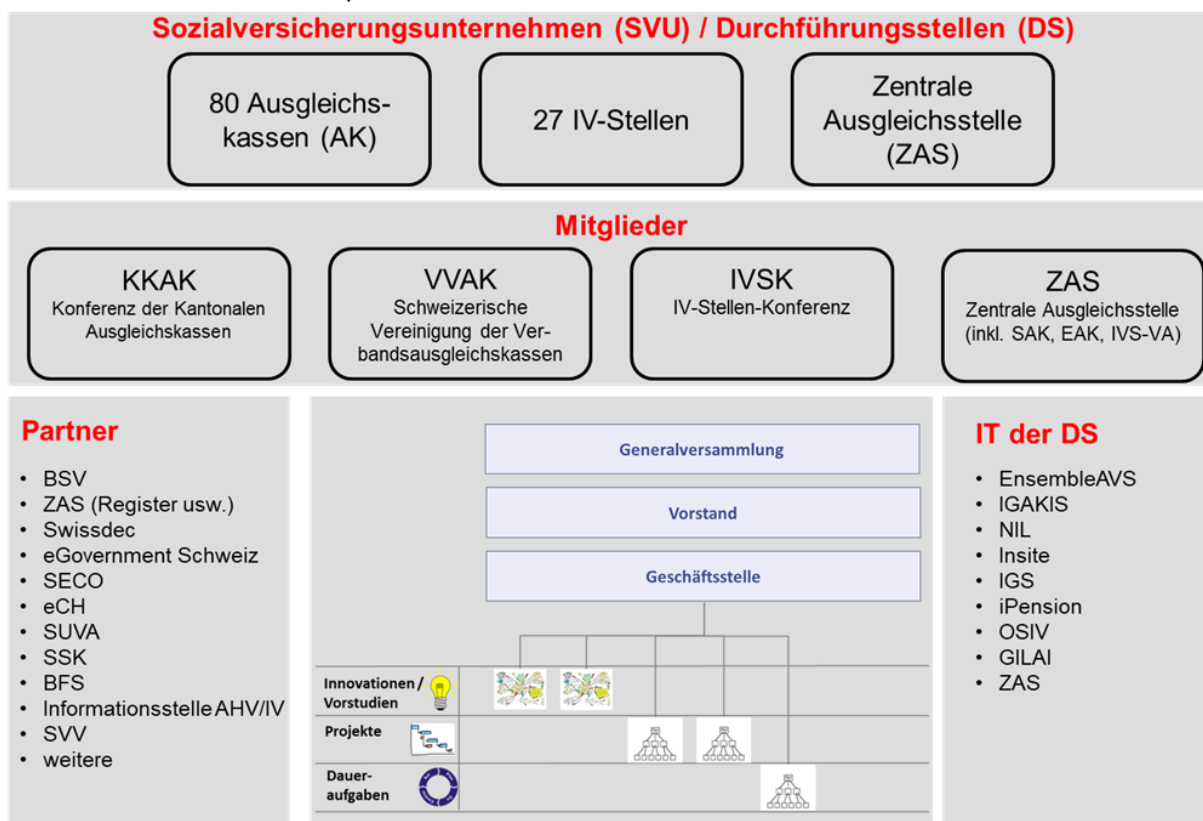 Sozialversicherungsunternehmen (SVU) / Durchführungsstellen (DS)
80 Ausgleichs-
kassen (AK)
27 IV-Stellen
Zentrale
Ausgleichsstelle
(ZAS)
Mitglieder
KKAK
Konferenz der Kantonalen
Ausgleichskassen
VVAK
Schweizerische
Vereinigung der Ver-
bandsausgleichskassen
IVSK
IV-Stellen-Konferenz
ZAS
Zentrale Ausgleichsstelle
(inkl. SAK, EAK, IVS-VA)
Partner
• BSV
• ZAS (Register usw.)
• Swissdec
• eGovernment Schweiz
• SECO
• eCH
• SUVA
• SSK
• BFS
• Informationsstelle AHV/IV
• SVV
• weitere
Generalversammlung
Vorstand
Geschäftsstelle
Innovationen /
Vorstudien
Projekte
Dauer-
aufgaben
IT der DS
• EnsembleAVS
• IGAKIS
• NIL
• Insite
• IGS
• iPension
• OSIV
• GILAI
• ZAS